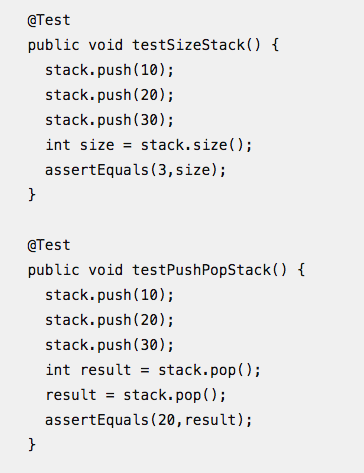 @Test
public void testSizeStack() {
  stack.push(10);
  stack.push(20);
  stack.push(30);
  int size = stack.size();
  assertEquals(3,size);
}

@Test
public void testPushPopStack() {
  stack.push(10);
  stack.push(20);
  stack.push(30);
  int result = stack.pop();
  result = stack.pop();
  assertEquals(20,result);
}